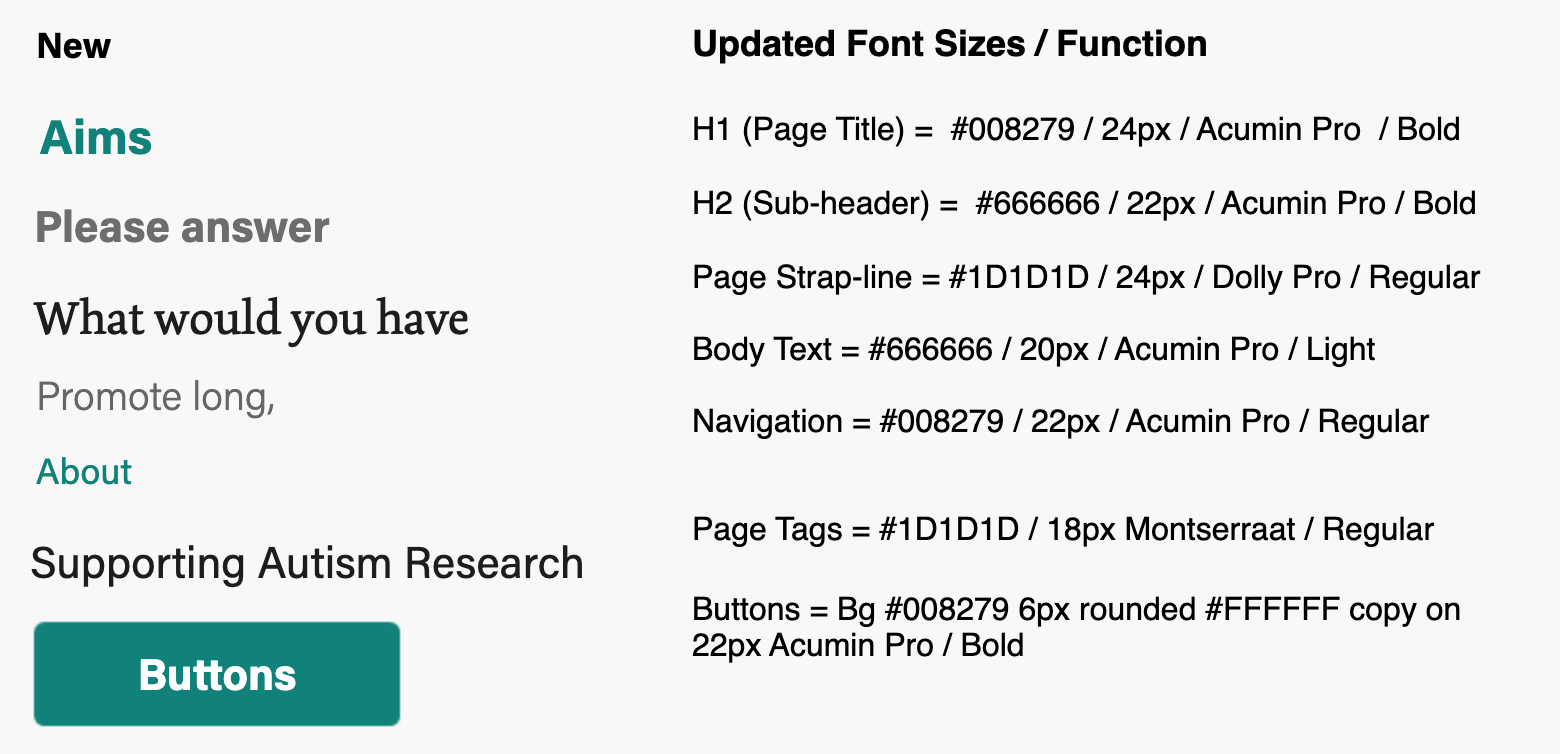 New
Updated Font Sizes / Function
Aims
H1 (Page Title) =  #008279 / 24px / Acumin Pro  / Bold
Please answer
H2 (Sub-header) =  #666666 / 22px / Acumin Pro / Bold
What would you have
Page Strap-line = #1D1D1D / 24px / Dolly Pro / Regular
Promote long,
Body Text = #666666 / 20px / Acumin Pro / Light
About
Navigation = #008279 / 22px / Acumin Pro / Regular
Supporting Autism Research
Page Tags = #1D1D1D / 18px Montserraat / Regular
Buttons
Buttons = Bg #008279 6px rounded #FFFFFF copy on
22px Acumin Pro / Bold